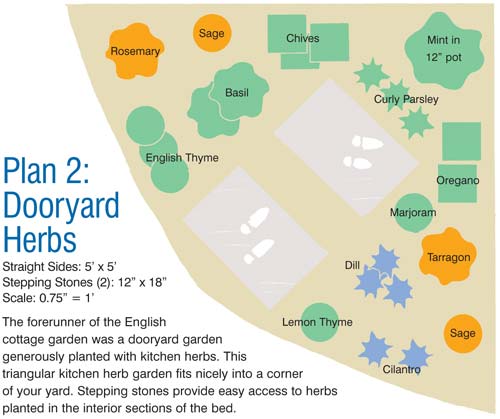 Rosemary
Sage
Chives
Mint in
12” pot
Basil
Curly Parsley
English Thyme
Oregano
Marjoram
Plan 2:
Dooryard
Herbs
Straight Sides: 5’ x 5’
Stepping Stones (2): 12” x 18”
Scale: 0.75” = 1’
Dill
Tarragon
Lemon Thyme
Sage
Cilantro
The forerunner of the English
cottage garden was a dooryard garden
generously planted with kitchen herbs. This
triangular kitchen herb garden fits nicely into a corner
of your yard. Stepping stones provide easy access to herbs
planted in the interior sections of the bed.